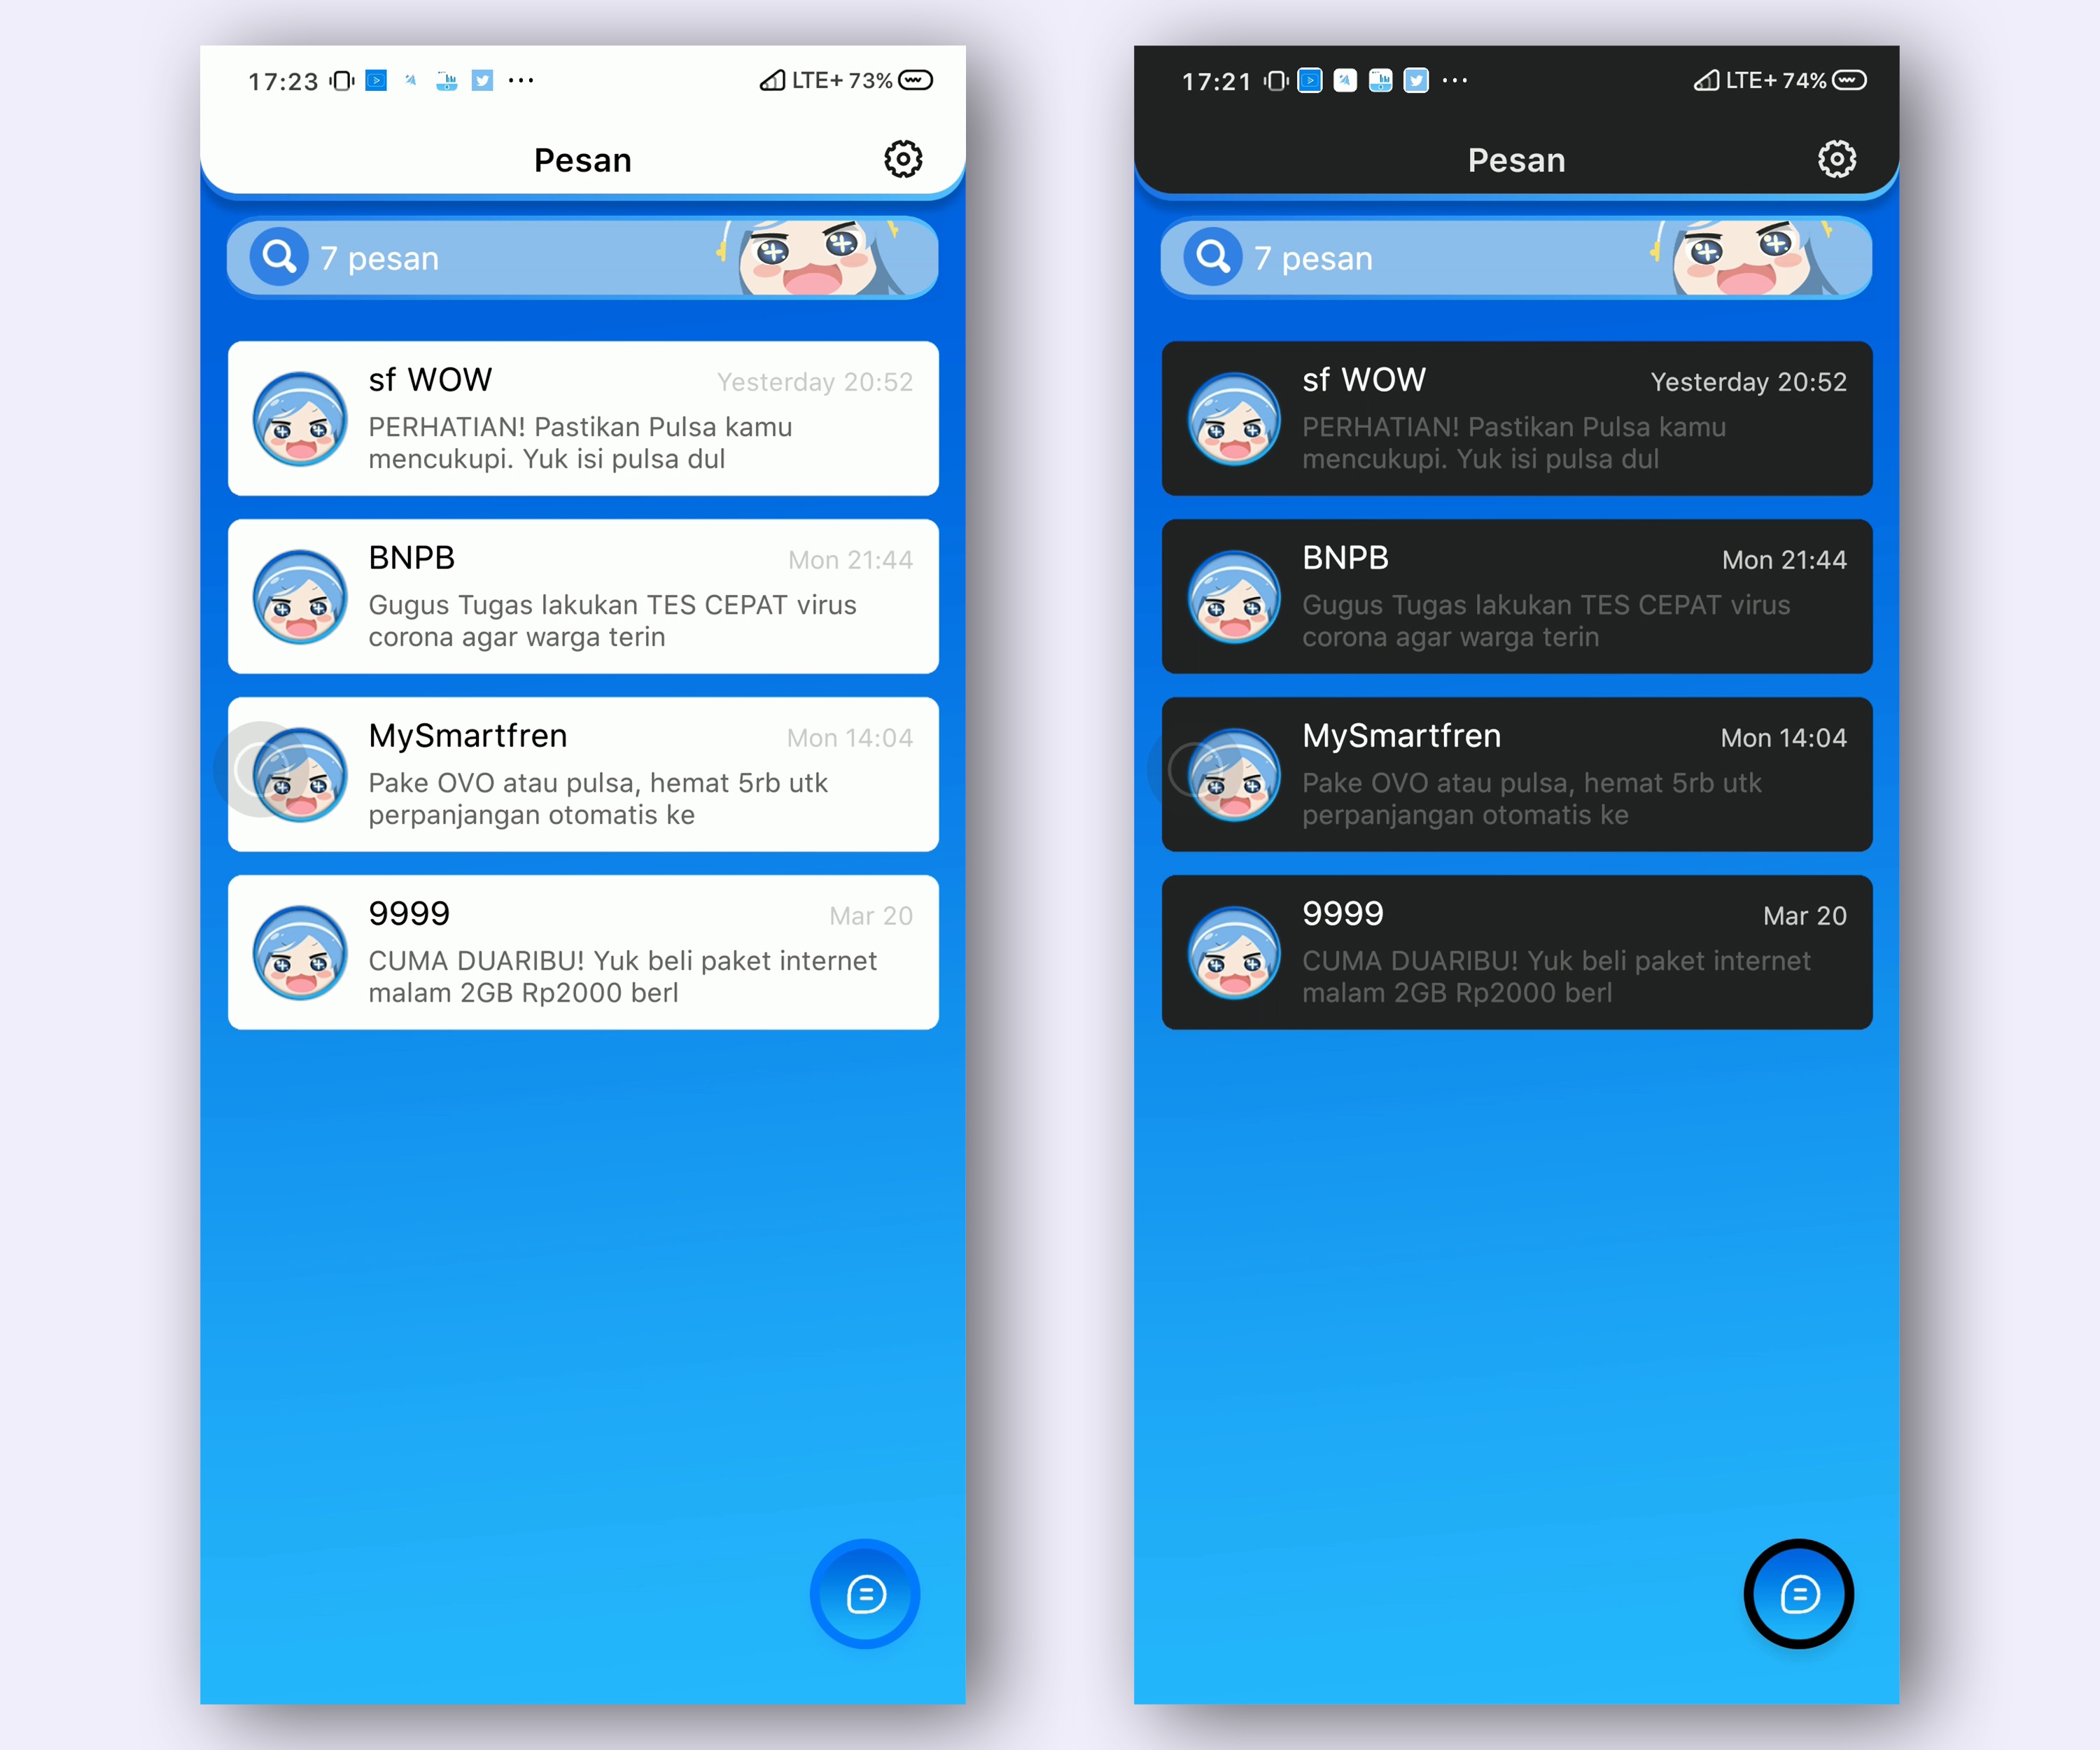 17:23 LTE+ 73%
Pesan
7 pesan
sf WOW Yesterday 20:52
PERHATIAN! Pastikan Pulsa kamu
mencukupi. Yuk isi pulsa dul
BNPB Mon 21:44
Gugus Tugas lakukan TES CEPAT virus
corona agar warga terin
MySmartfren Mon 14:04
Pake OVO atau pulsa, hemat 5rb utk
perpanjangan otomatis ke
9999 Mar 20
CUMA DUARIBU! Yuk beli paket internet
malam 2GB Rp2000 berl
17:21 LTE+ 74%
Pesan
7 pesan
sf WOW Yesterday 20:52
PERHATIAN! Pastikan Pulsa kamu
mencukupi. Yuk isi pulsa dul
BNPB Mon 21:44
Gugus Tugas lakukan TES CEPAT virus
corona agar warga terin
MySmartfren Mon 14:04
Pake OVO atau pulsa, hemat 5rb utk
perpanjangan otomatis ke
9999 Mar 20
CUMA DUARIBU! Yuk beli paket internet
malam 2GB Rp2000 berl